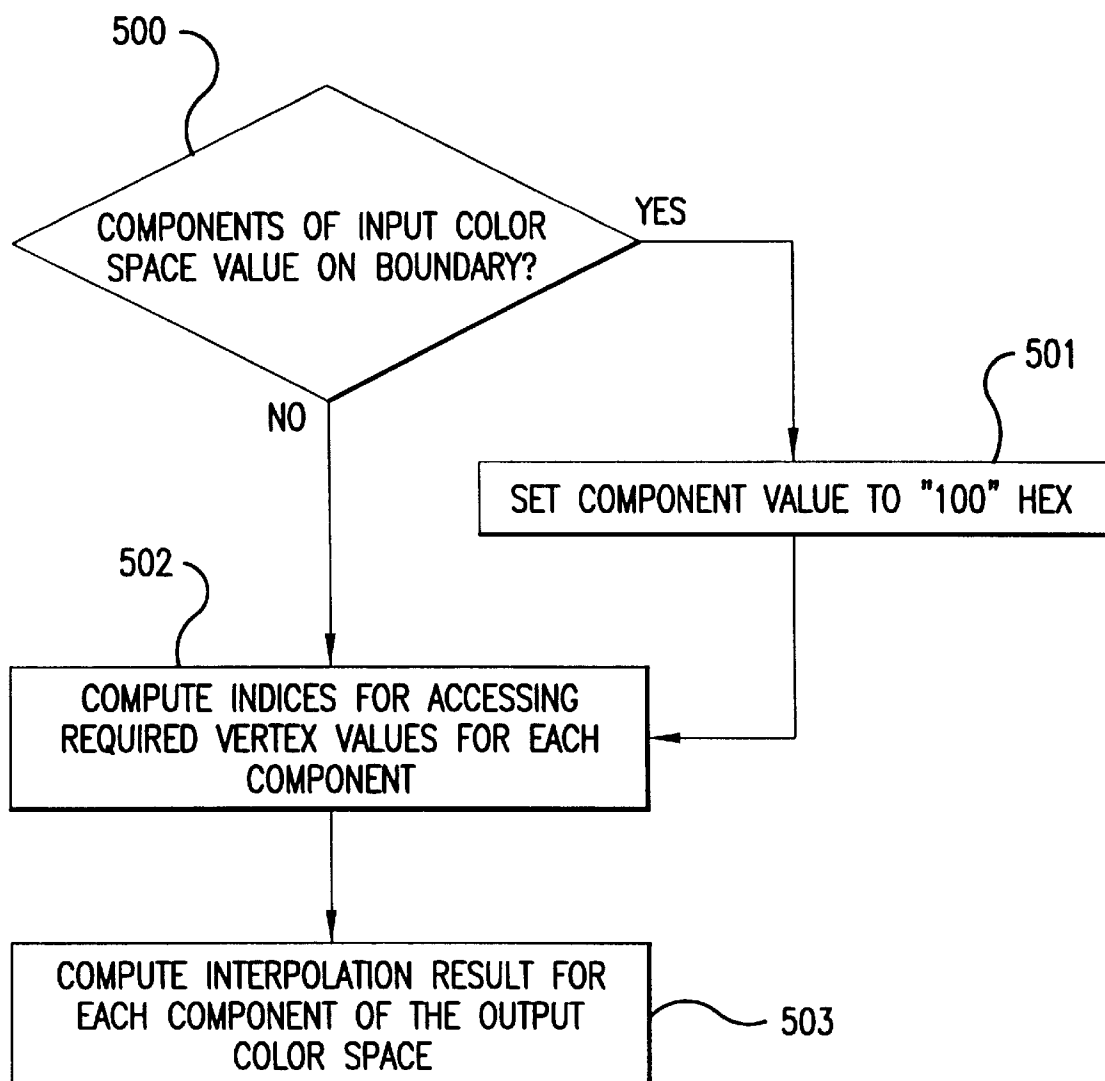 500
COMPONENTS OF INPUT COLOR
SPACE VALUE ON BOUNDARY?
YES
NO
501
SET COMPONENT VALUE TO "100" HEX
502
COMPUTE INDICES FOR ACCESSING
REQUIRED VERTEX VALUES FOR EACH
COMPONENT
COMPUTE INTERPOLATION RESULT FOR
EACH COMPONENT OF THE OUTPUT
COLOR SPACE
503